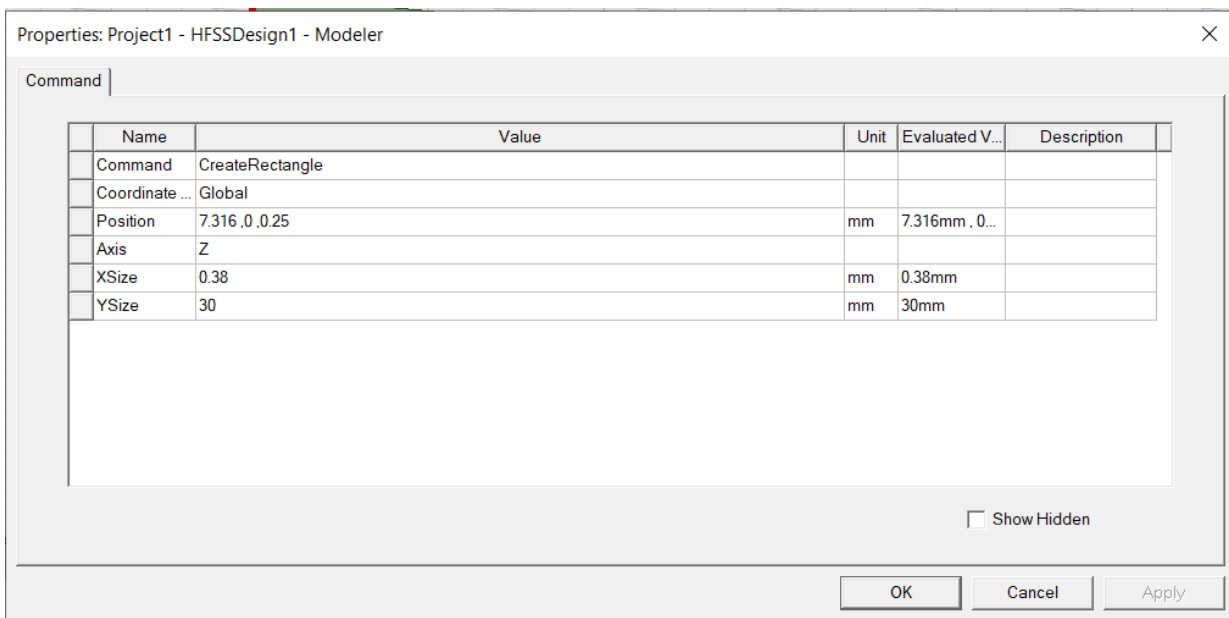 Properties: Project1 - HFSSDesign1 - Modeler
Command
Name Value Unit Evaluated V... Description
Command CreateRectangle
Coordinate ... Global
Position 7.316 ,0 ,0.25 mm 7.316mm , 0...
Axis Z
XSize 0.38 mm 0.38mm
YSize 30 mm 30mm
Show Hidden
OK Cancel Apply